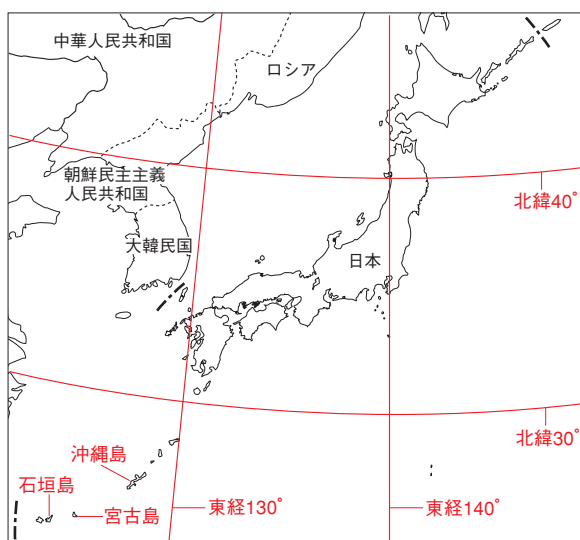 中華人民共和国
ロシア
朝鮮民主主義
人民共和国
北緯40°
大韓民国
日本
北緯30°
沖縄島
石垣島
宮古島
東経130°
東経140°